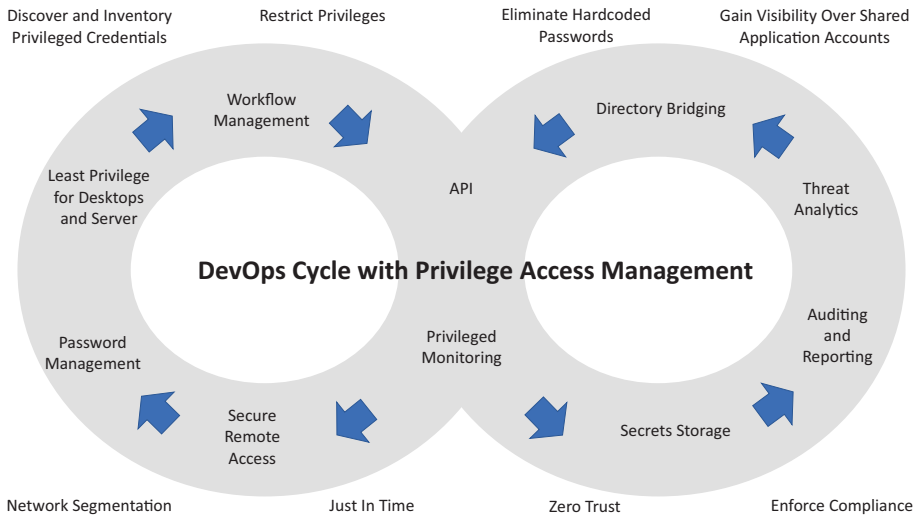 Discover and Inventory
Privileged Credentials
Restrict Privileges
Eliminate Hardcoded
Passwords
Gain Visibility Over Shared
Application Accounts
Workflow
Management
Directory Bridging
Least Privilege
for Desktops
and Server
API
Threat
Analytics
DevOps Cycle with Privilege Access Management
Password
Management
Privileged
Monitoring
Auditing
and
Reporting
Secure
Remote
Access
Secrets Storage
Network Segmentation
Just In Time
Zero Trust
Enforce Compliance